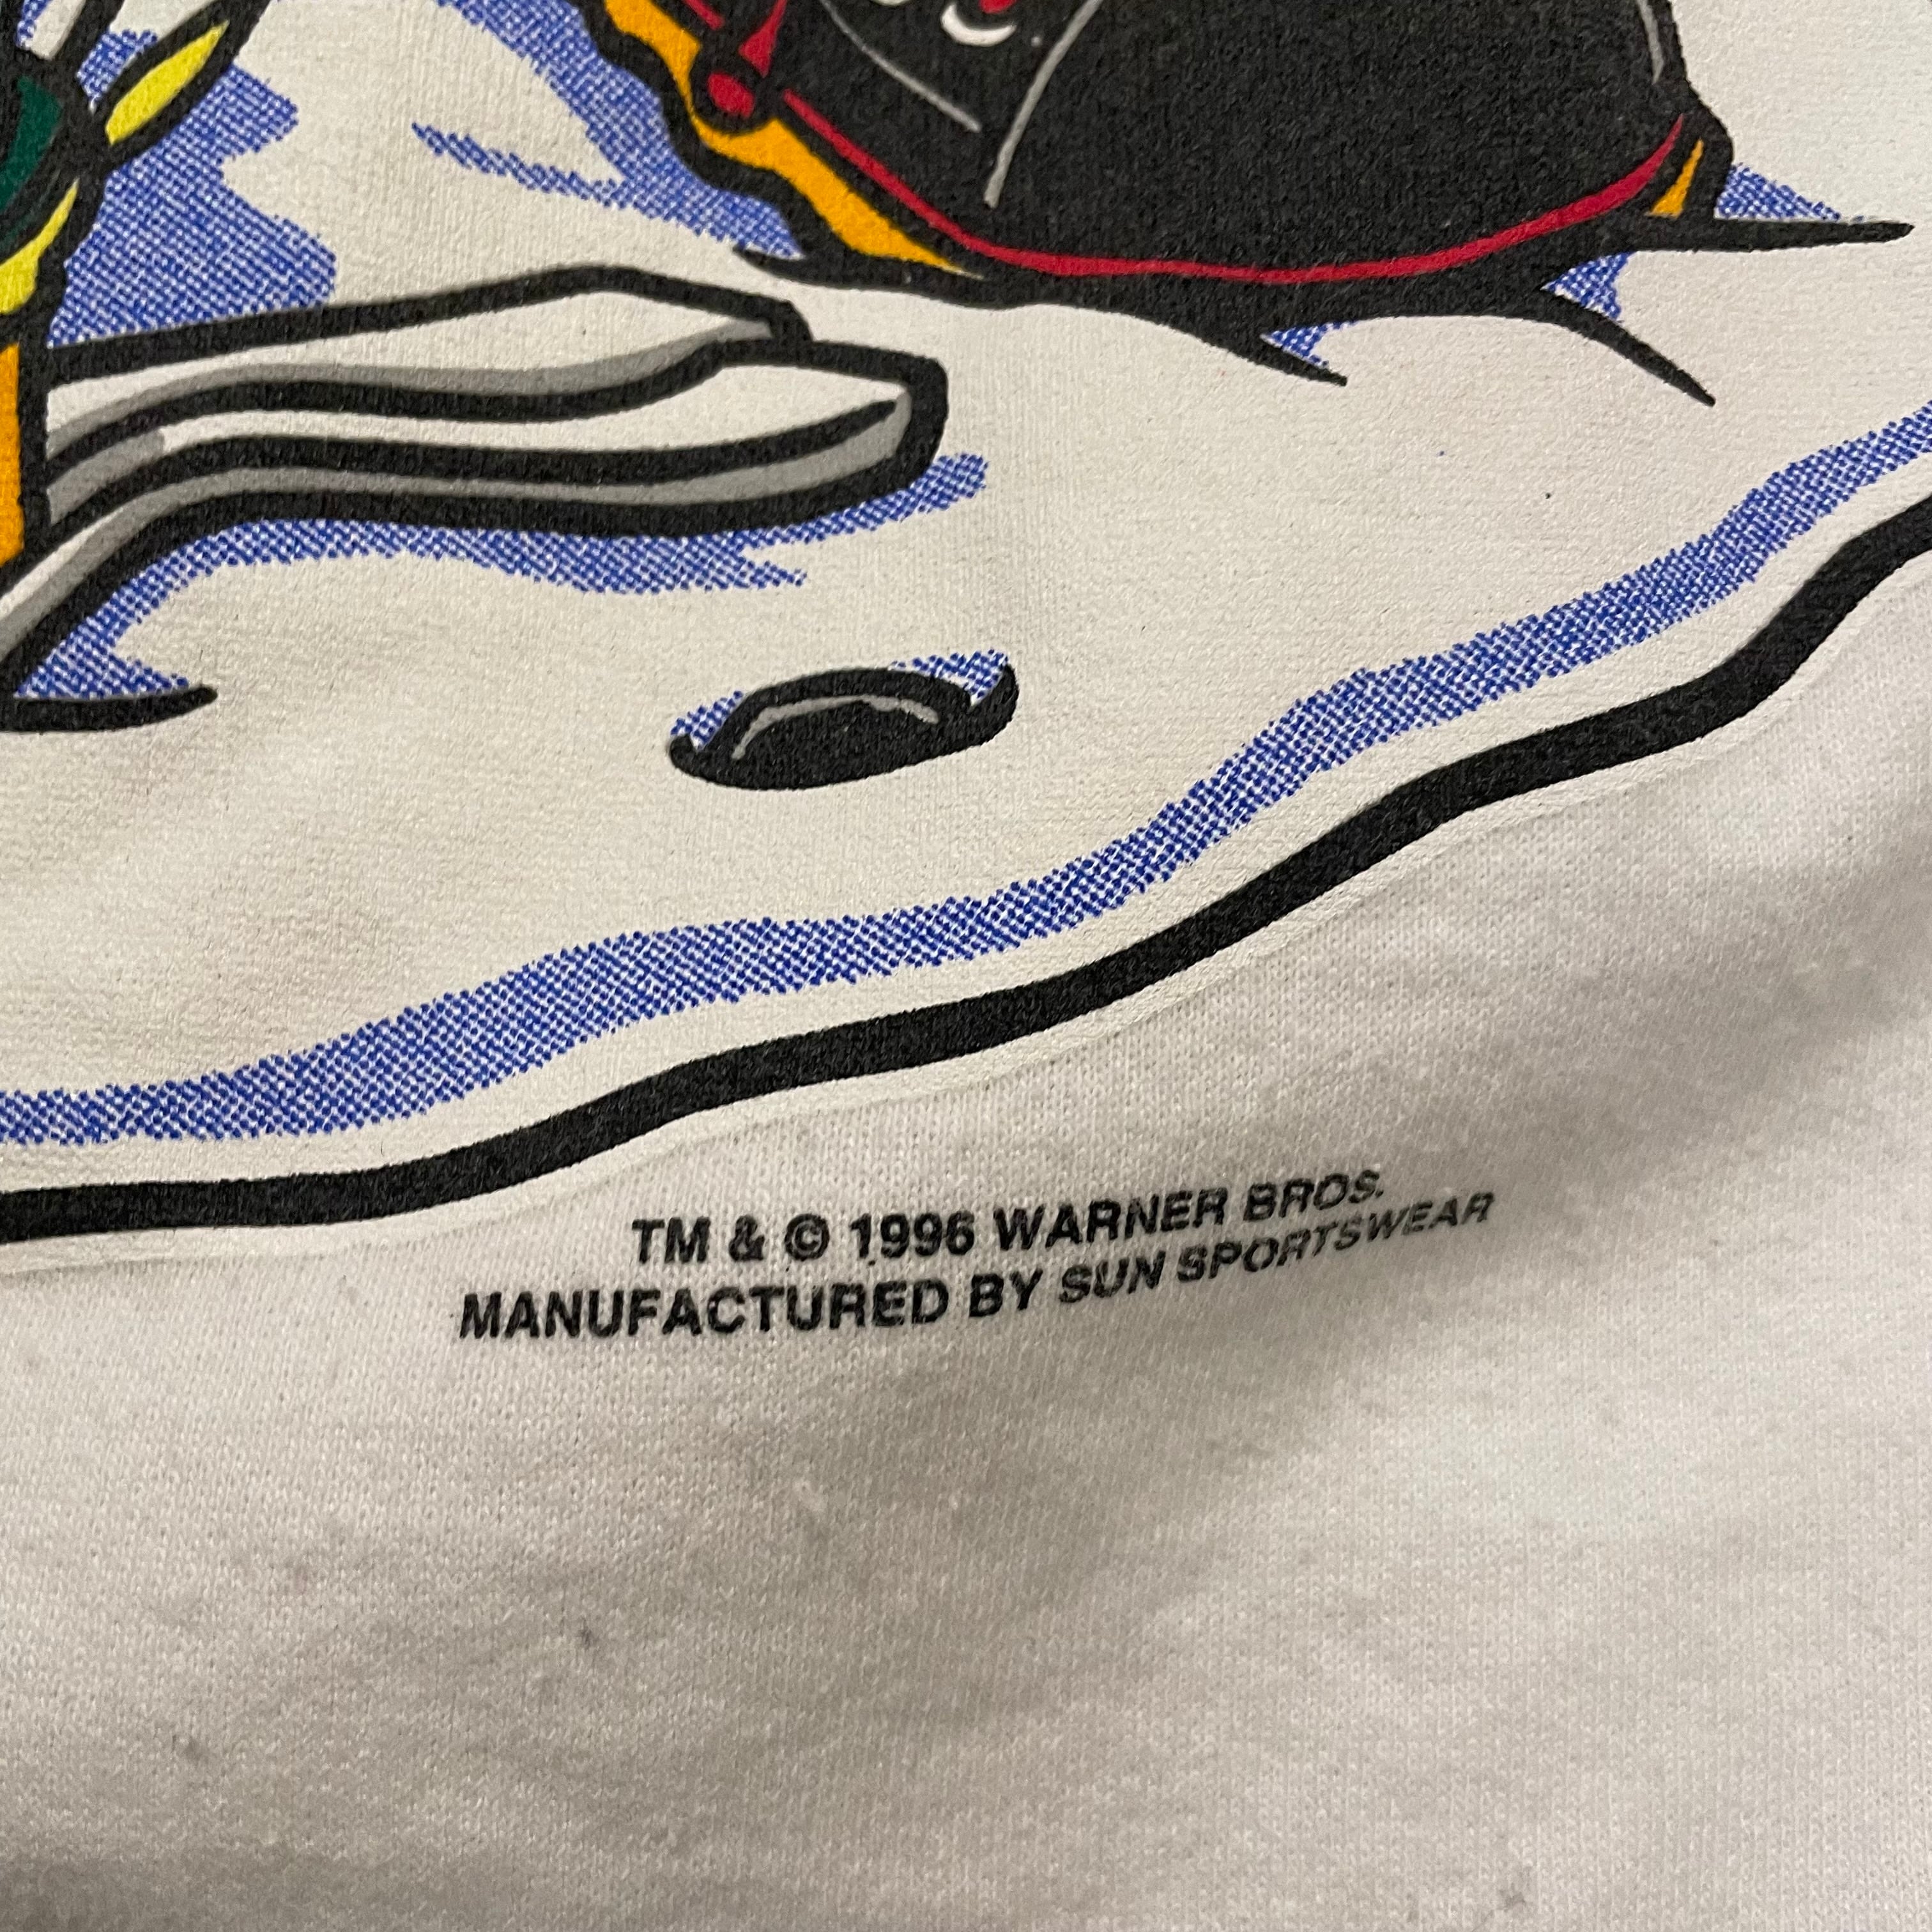 TM & © 1996 WARNER BROS.
MANUFACTURED BY SUN SPORTSWEAR